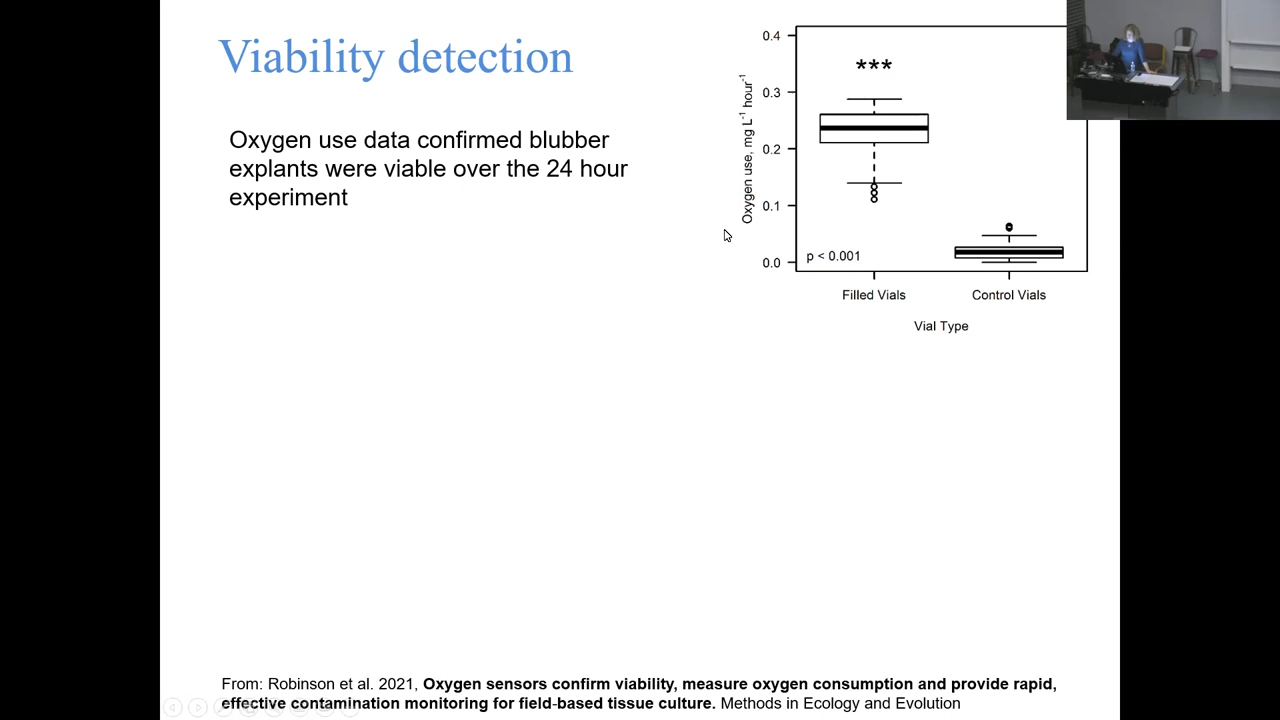 Viability detection
Oxygen use data confirmed blubber
explants were viable over the 24 hour
experiment
0.4
0.3
0.2
0.1
0.0
Oxygen use, mg L⁻¹ hour⁻¹
***
p < 0.001
Filled Vials
Control Vials
Vial Type
From: Robinson et al. 2021, Oxygen sensors confirm viability, measure oxygen consumption and provide rapid,
effective contamination monitoring for field-based tissue culture. Methods in Ecology and Evolution